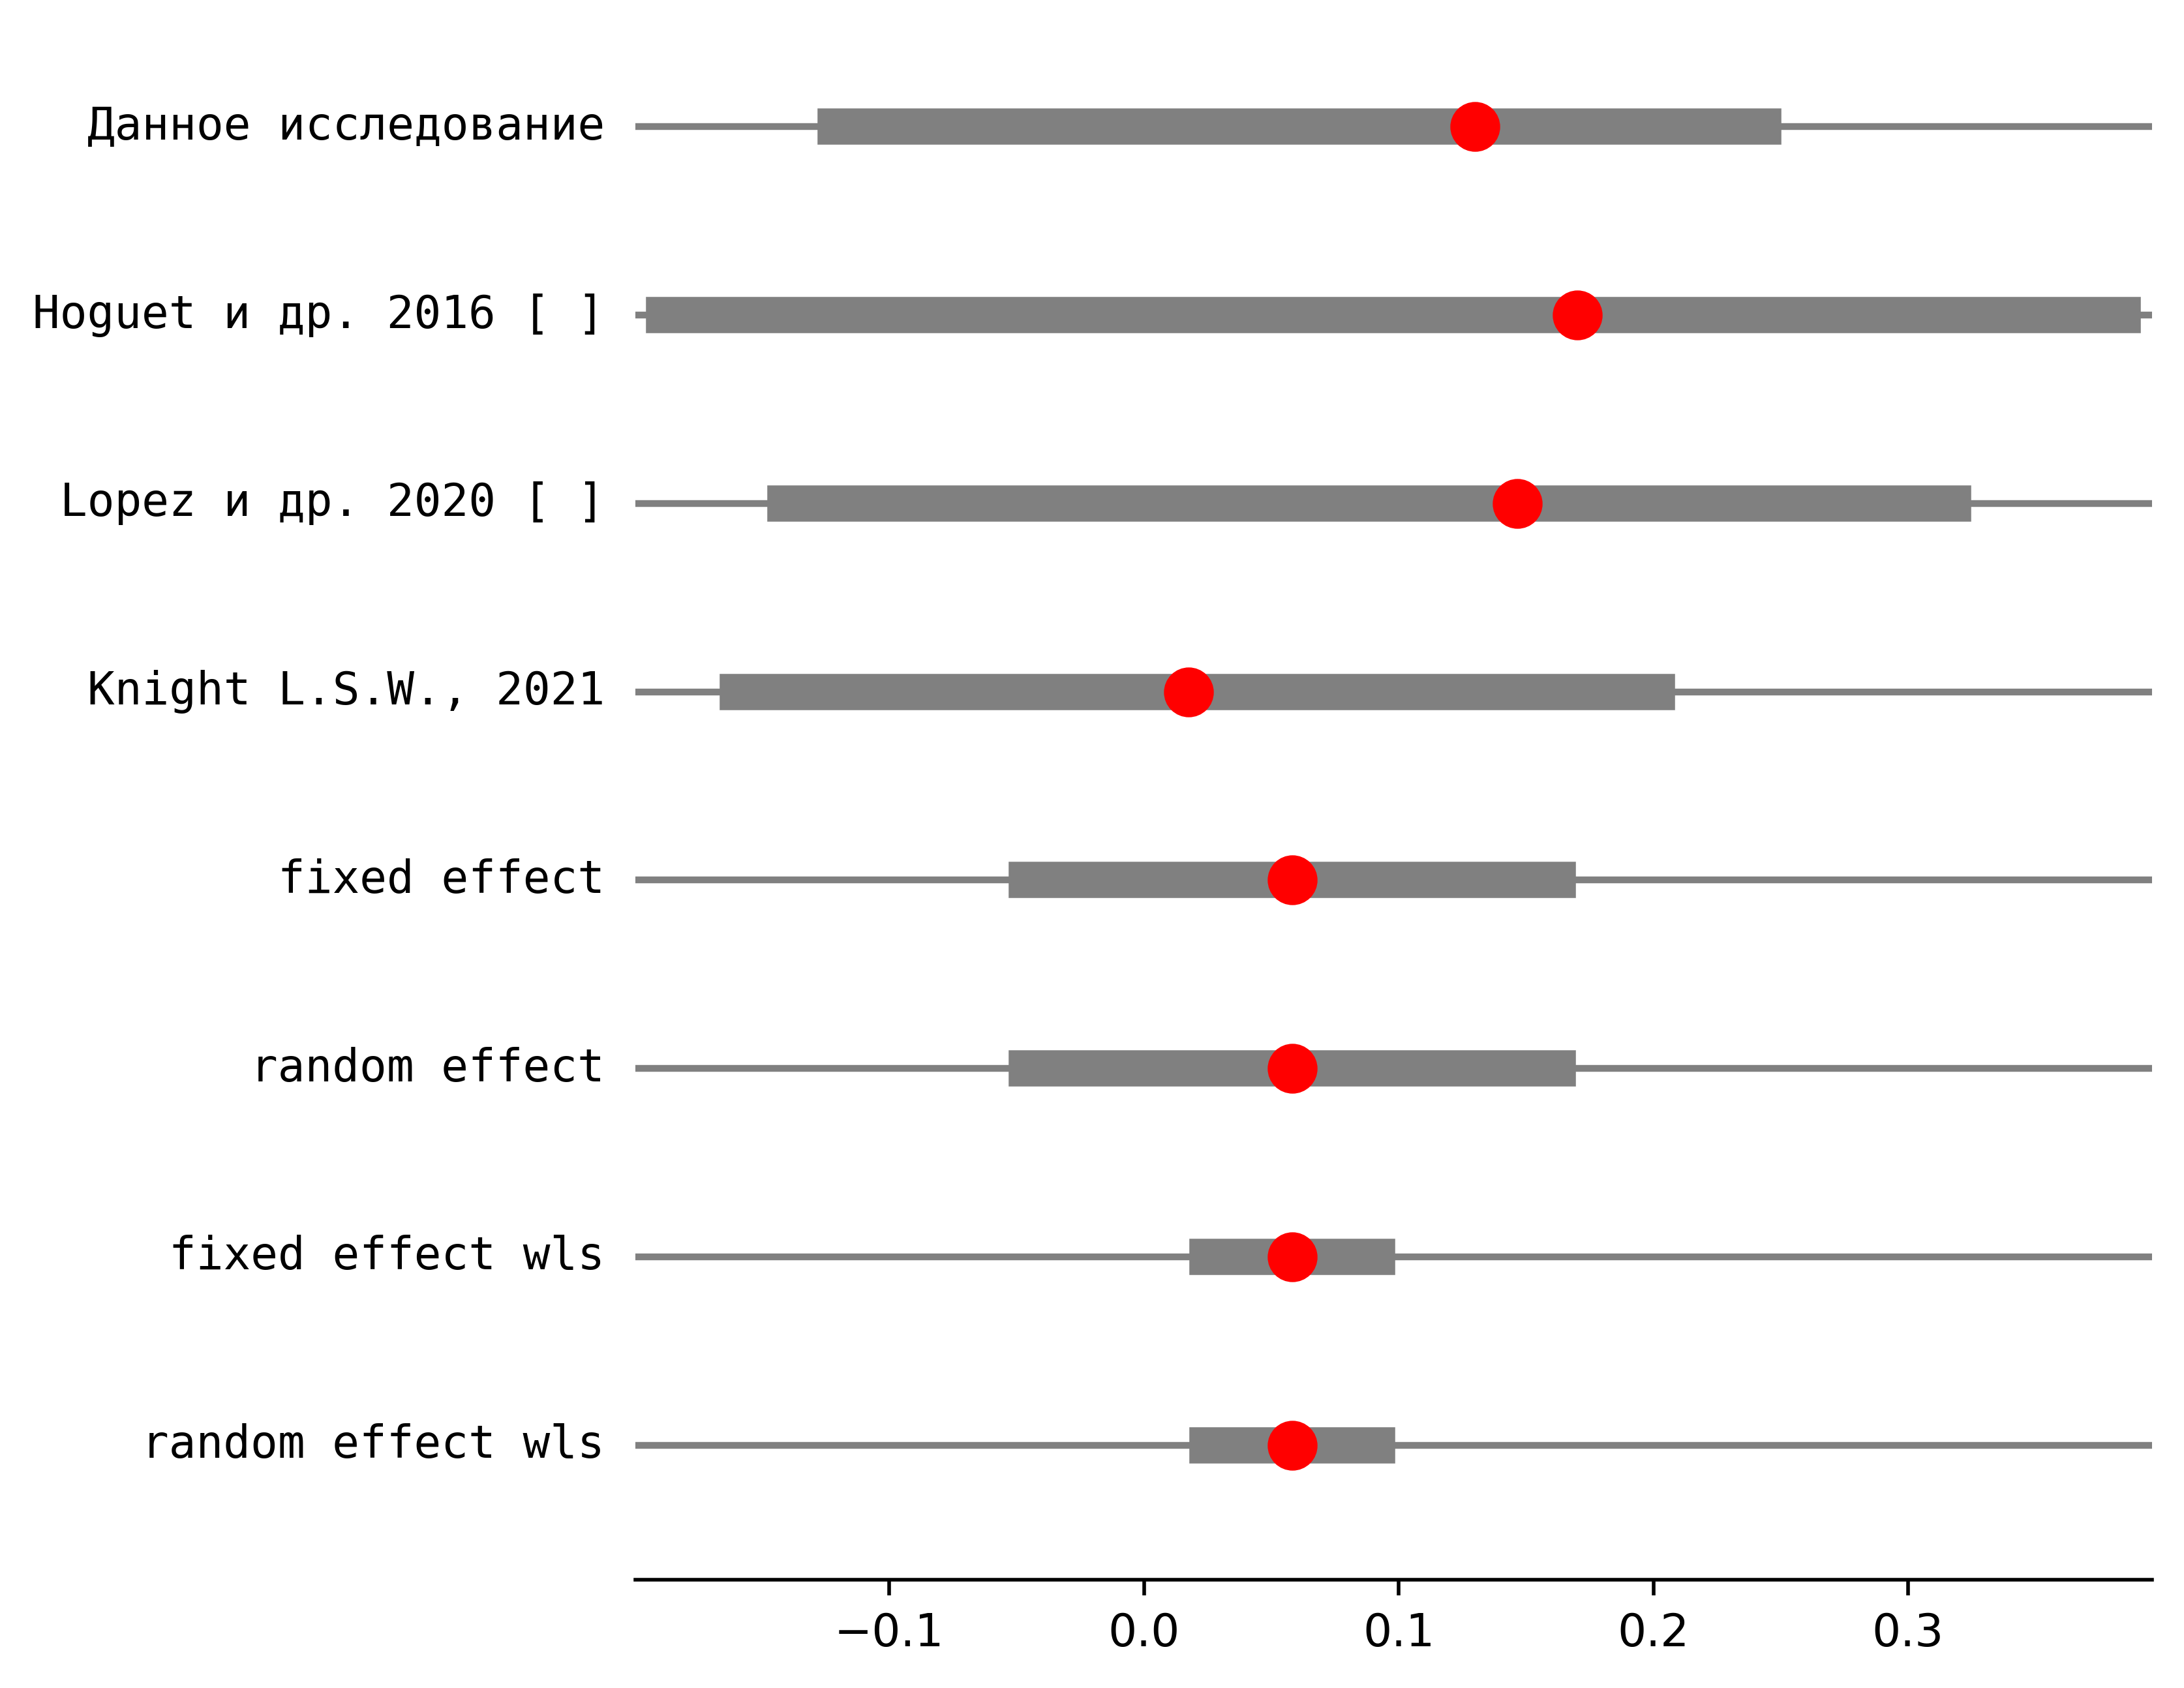 Данное исследование
Hoguet и др. 2016 [ ]
Lopez и др. 2020 [ ]
Knight L.S.W., 2021
fixed effect
random effect
fixed effect wls
random effect wls
−0.1 0.0 0.1 0.2 0.3